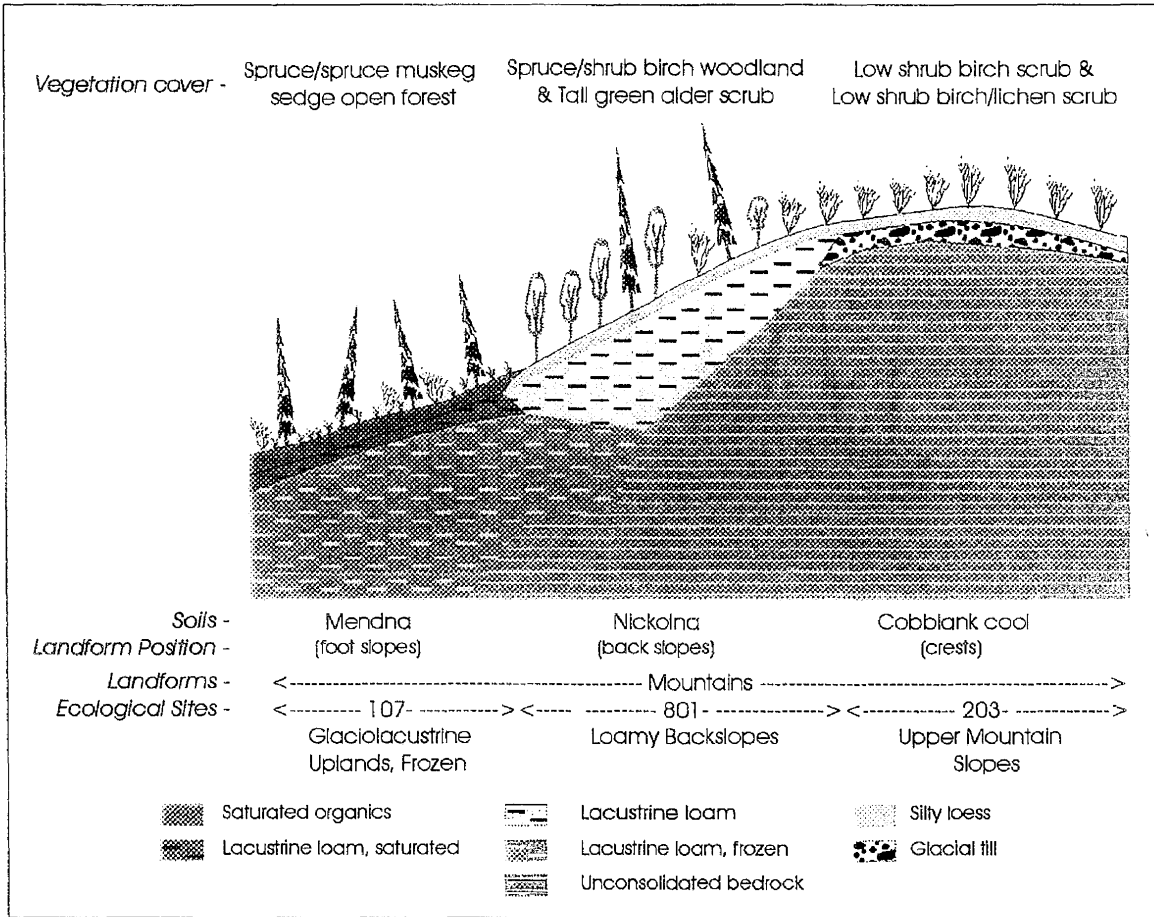 Vegetation cover -
Spruce/spruce muskeg
sedge open forest
Spruce/shrub birch woodland
& Tall green alder scrub
Low shrub birch scrub &
Low shrub birch/lichen scrub
Soils - Mendna Nickolna Cobblank cool
Landform Position - (foot slopes) (back slopes) (crests)
Landforms - Mountains
Ecological Sites - 107- 801- 203-
Glaciolacustrine
Uplands, Frozen
Loamy Backslopes
Upper Mountain
Slopes
Saturated organics
Lacustrine loam, saturated
Lacustrine loam
Lacustrine loam, frozen
Unconsolidated bedrock
Silty loess
Glacial till